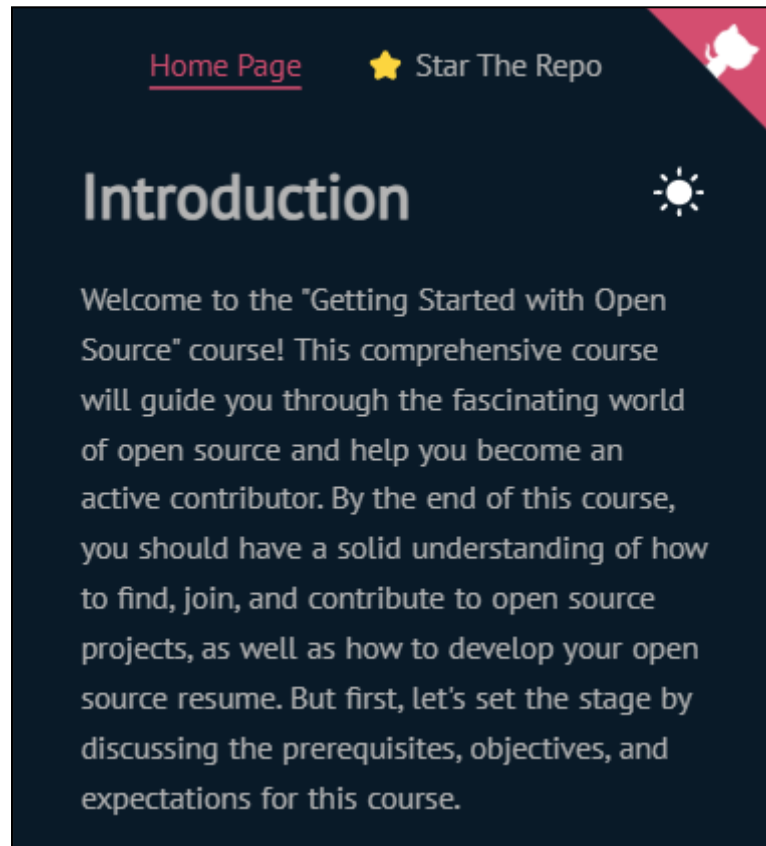 Home Page
Star The Repo
Introduction
Welcome to the "Getting Started with Open
Source" course! This comprehensive course
will guide you through the fascinating world
of open source and help you become an
active contributor. By the end of this course,
you should have a solid understanding of how
to find, join, and contribute to open source
projects, as well as how to develop your open
source resume. But first, let's set the stage by
discussing the prerequisites, objectives, and
expectations for this course.